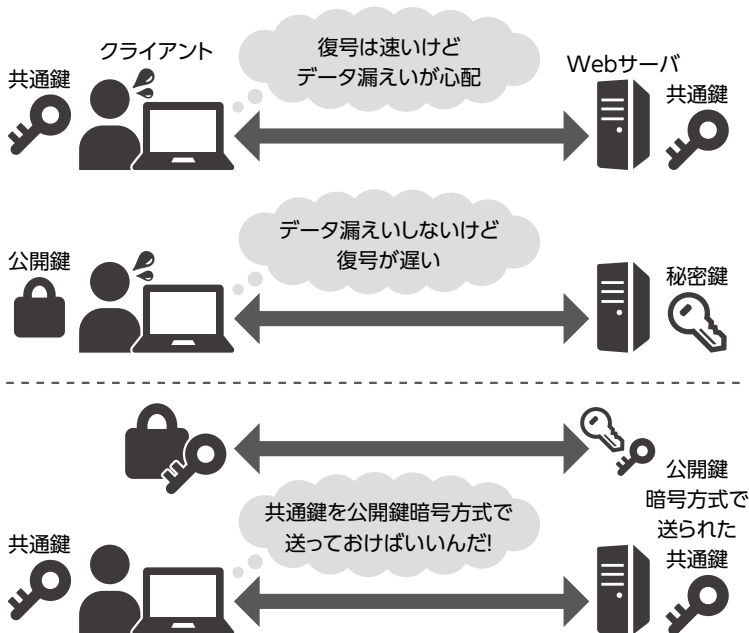 クライアント
復号は速いけど
データ漏えいが心配
Webサーバ
共通鍵
共通鍵
データ漏えいしないけど
復号が遅い
公開鍵
秘密鍵
公開鍵
暗号方式で
送られた
共通鍵
共通鍵を公開鍵暗号方式で
送っておけばいいんだ!
共通鍵